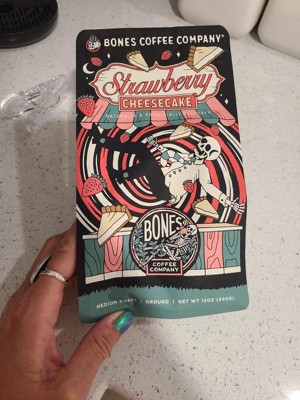 BONES COFFEE COMPANY
Strawberry
CHEESECAKE
BONES
COFFEE
COMPANY
MEDIUM ROAST | GROUND | NET WT 12OZ (340G)